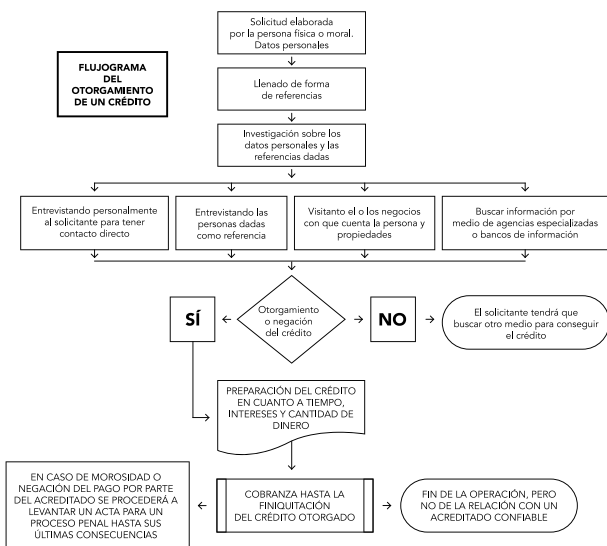 FLUJOGRAMA
DEL
OTORGAMIENTO
DE UN CRÉDITO
Solicitud elaborada
por la persona física o moral.
Datos personales
Llenado de forma
de referencias
Investigación sobre los
datos personales y las
referencias dadas
Entrevistando personalmente
al solicitante para tener
contacto directo
Entrevistando las
personas dadas
como referencia
Visitanto el o los negocios
con que cuenta la persona y
propiedades
Buscar información por
medio de agencias especializadas
o bancos de información
SÍ
Otorgamiento
o negación
del crédito
NO
El solicitante tendrá que
buscar otro medio para conseguir
el crédito
PREPARACIÓN DEL CRÉDITO
EN CUANTO A TIEMPO,
INTERESES Y CANTIDAD DE
DINERO
EN CASO DE MOROSIDAD O
NEGACIÓN DEL PAGO POR PARTE
DEL ACREDITADO SE PROCEDERÁ A
LEVANTAR UN ACTA PARA UN
PROCESO PENAL HASTA SUS
ÚLTIMAS CONSECUENCIAS
COBRANZA HASTA LA
FINIQUITACIÓN
DEL CRÉDITO OTORGADO
FIN DE LA OPERACIÓN, PERO
NO DE LA RELACIÓN CON UN
ACREDITADO CONFIABLE